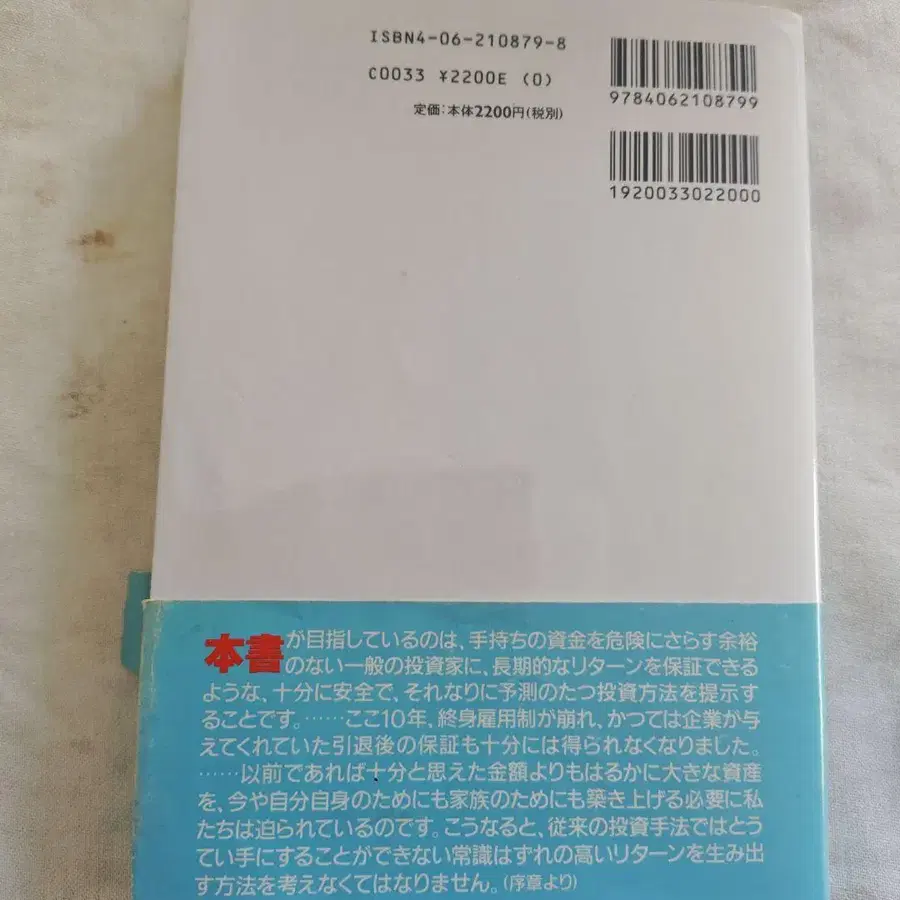 ISBN4-06-210879-8
C0033 ¥2200E (0)
定価:本体2200円(税別)
9784062108799
1920033022000
本書が目指しているのは、手持ちの資金を危険にさらす余裕
のない一般の投資家に、長期的なリターンを保証できる
ような、十分に安全で、それなりに予測のたつ投資方法を提示す
ることです。……ここ10年、終身雇用制が崩れ、かつては企業が与
えてくれていた引退後の保証も十分には得られなくなりました。
……以前であれば十分と思えた金額よりもはるかに大きな資産
を、今や自分自身のためにも家族のためにも築き上げる必要に私
たちは迫られているのです。こうなると、従来の投資手法ではとう
てい手にすることができない常識はずれの高いリターンを生み出
す方法を考えなくてはなりません。(序章より)